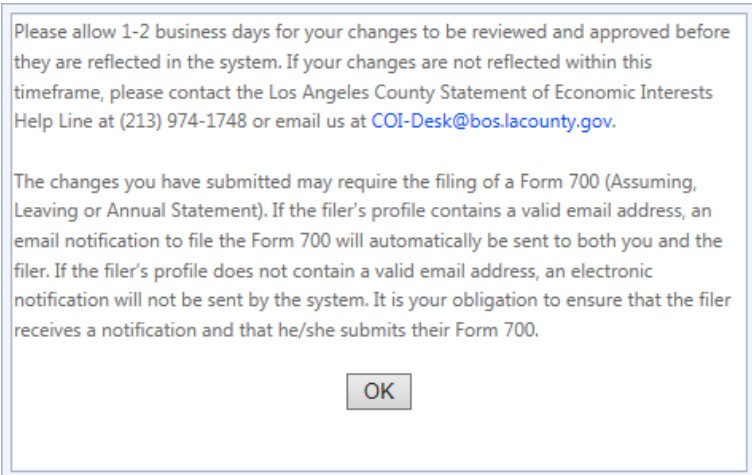 Please allow 1-2 business days for your changes to be reviewed and approved before
they are reflected in the system. If your changes are not reflected within this
timeframe, please contact the Los Angeles County Statement of Economic Interests
Help Line at (213) 974-1748 or email us at COI-Desk@bos.lacounty.gov.
The changes you have submitted may require the filing of a Form 700 (Assuming,
Leaving or Annual Statement). If the filer's profile contains a valid email address, an
email notification to file the Form 700 will automatically be sent to both you and the
filer. If the filer's profile does not contain a valid email address, an electronic
notification will not be sent by the system. It is your obligation to ensure that the filer
receives a notification and that he/she submits their Form 700.
OK